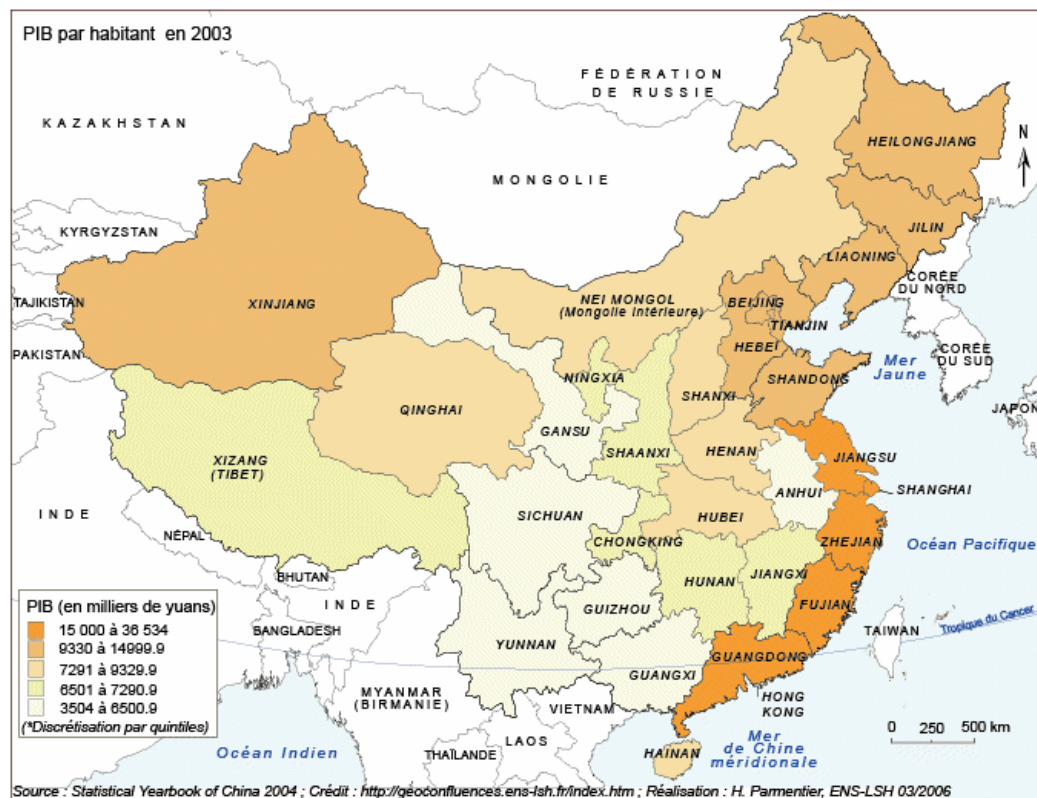 PIB par habitant en 2003
FÉDÉRATION
DE RUSSIE
KAZAKHSTAN
N
HEILONGJIANG
MONGOLIE
KYRGYZSTAN
JILIN
LIAONING
CORÉE
DU NORD
TAJIKISTAN
XINJIANG
NEI MONGOL
(Mongolie Intérieure)
BEIJING
TIANJIN
PAKISTAN
HEBEI
CORÉE
DU SUD
Mer
Jaune
NINGXIA
SHANDONG
SHANXI
QINGHAI
JAPON
GANSU
SHAANXI
HENAN
JIANGSU
XIZANG
(TIBET)
ANHUI
SHANGHAI
INDE
SICHUAN
HUBEI
NÉPAL
CHONGKING
ZHEJIAN
Océan Pacifique
BHUTAN
HUNAN
JIANGXI
INDE
GUIZHOU
FUJIAN
PIB (en milliers de yuans)
15 000 à 36 534
9330 à 14999.9
7291 à 9329.9
6501 à 7290.9
3504 à 6500.9
(*Discrétisation par quintiles)
BANGLADESH
Tropique du Cancer
TAIWAN
YUNNAN
GUANGDONG
GUANGXI
MYANMAR
(BIRMANIE)
HONG
KONG
VIETNAM
0 250 500 km
LAOS
Mer
de Chine
méridionale
Océan Indien
THAÏLANDE
HAINAN
Source : Statistical Yearbook of China 2004 ; Crédit : http://geoconfluences.ens-lsh.fr/index.htm ; Réalisation : H. Parmentier, ENS-LSH 03/2006